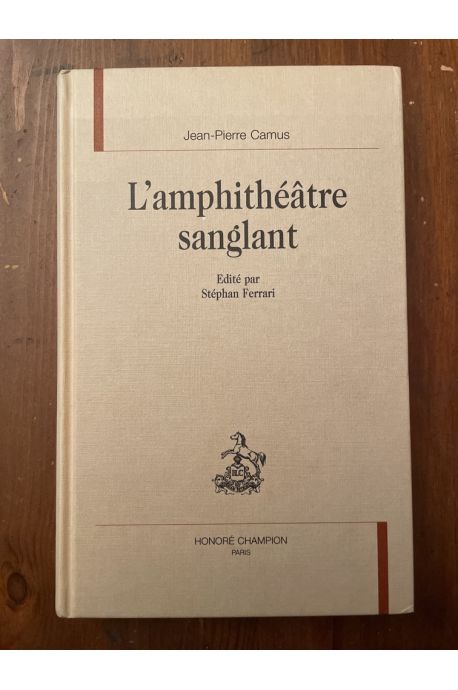 Jean-Pierre Camus
L'amphithéâtre
sanglant
Edité par
Stéphan Ferrari
HONORÉ CHAMPION
PARIS